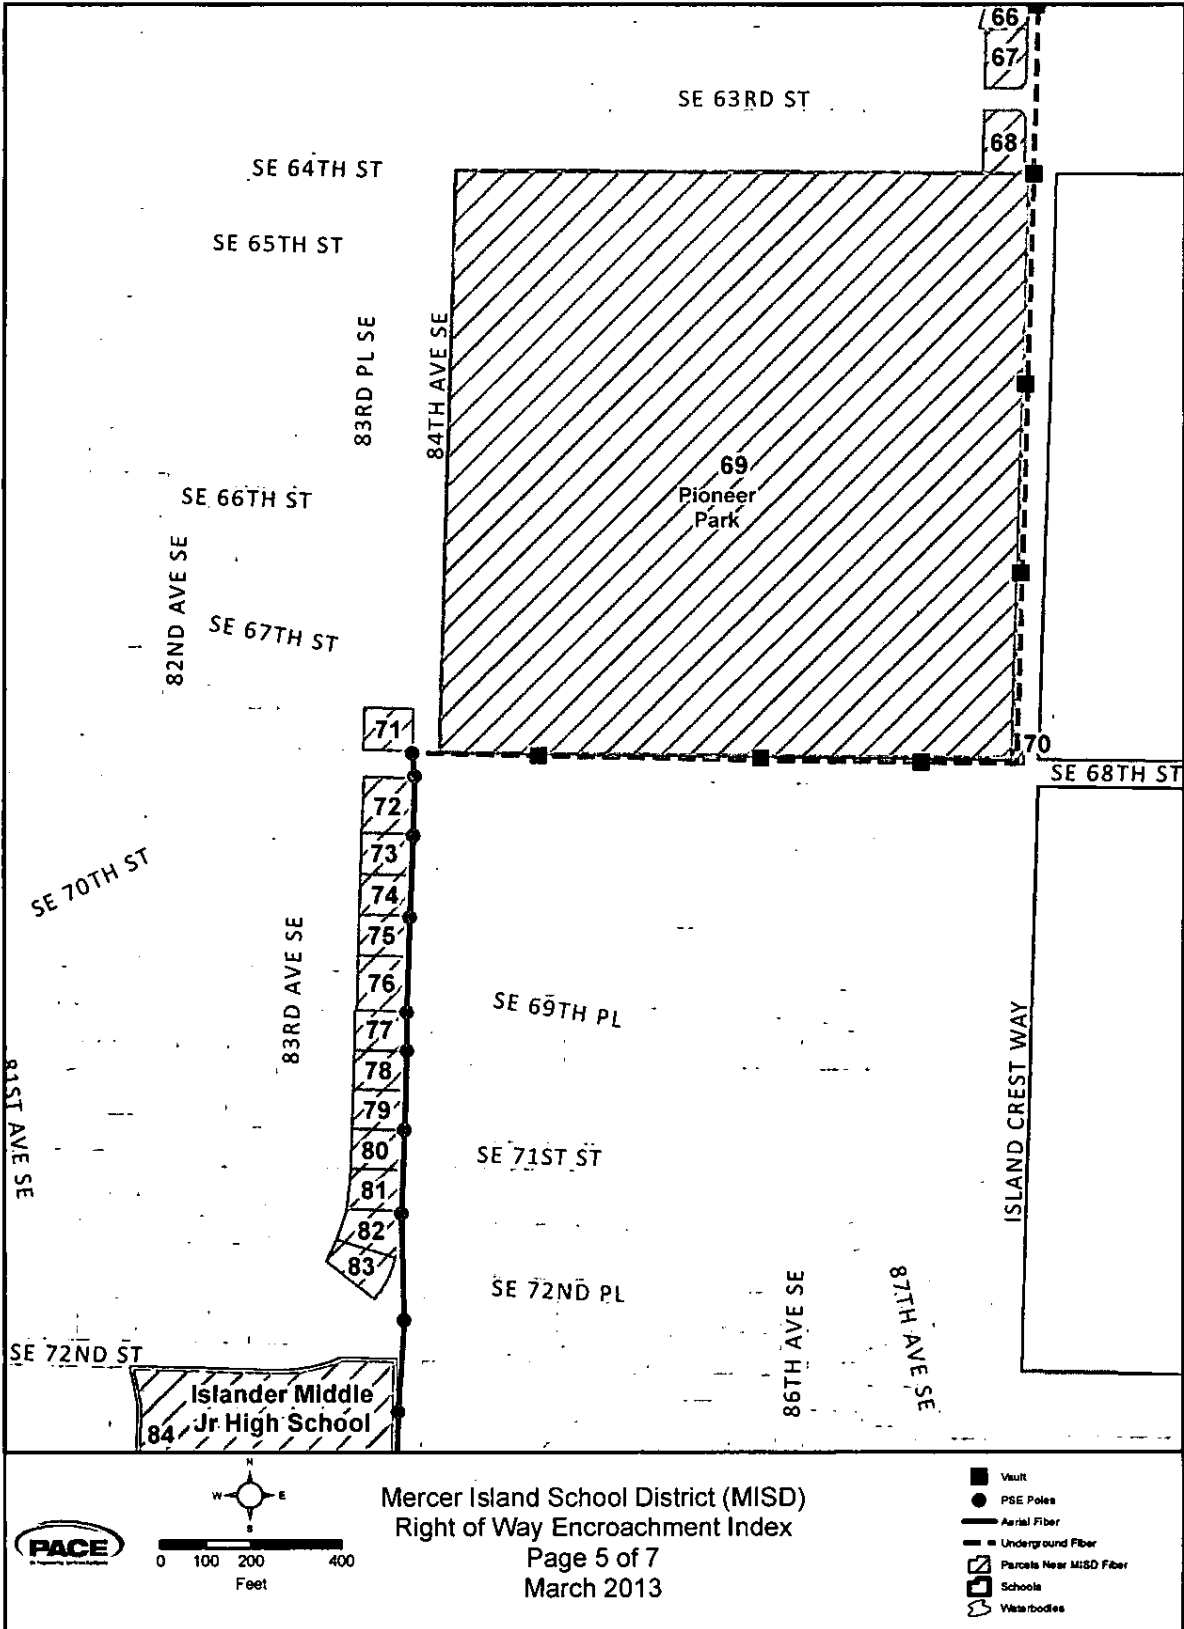 66
67
SE 63RD ST
68
SE 64TH ST
SE 65TH ST
83RD PL SE
84TH AVE SE
69
Pioneer
Park
SE 66TH ST
82ND AVE SE
SE 67TH ST
71
70
SE 68TH ST
72
73
SE 70TH ST
74
75
83RD AVE SE
76
SE 69TH PL
77
ISLAND CREST WAY
78
81ST AVE SE
79
80
SE 71ST ST
81
82
83
SE 72ND PL
86TH AVE SE
87TH AVE SE
SE 72ND ST
Islander Middle
Jr High School
84
N
W E
S
PACE
0 100 200 400
Feet
Mercer Island School District (MISD)
Right of Way Encroachment Index
Page 5 of 7
March 2013
Vault
PSE Poles
Aerial Fiber
Underground Fiber
Parcels Near MISD Fiber
Schools
Waterbodies